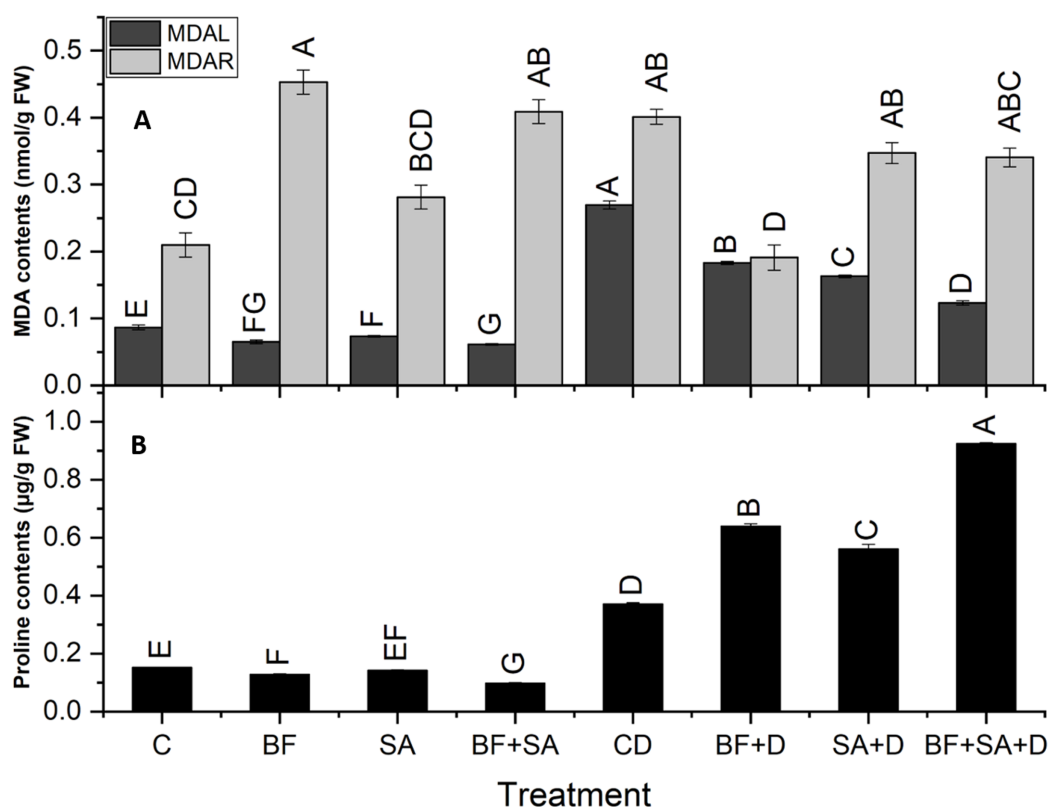 MDAL
MDAR
A
MDA contents (nmol/g FW)
0.5
0.4
0.3
0.2
0.1
0.0
CD
E
A
FG
BCD
F
AB
G
AB
A
D
B
AB
C
ABC
D
B
Proline contents (µg/g FW)
1.0
0.8
0.6
0.4
0.2
0.0
E
F
EF
G
D
B
C
A
C BF SA BF+SA CD BF+D SA+D BF+SA+D
Treatment